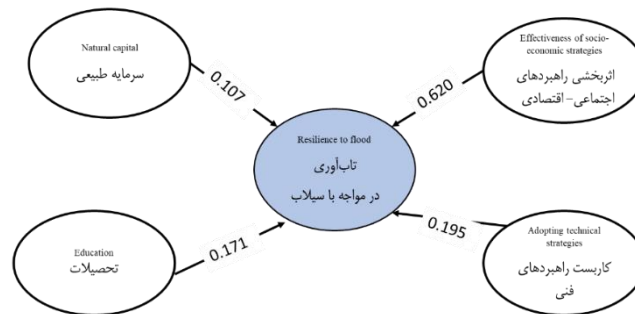 Natural capital
سرمایه طبیعی
Effectiveness of socio-
economic strategies
اثربخشی راهبردهای
اجتماعی- اقتصادی
0.107
0.620
Resilience to flood
تاب‌آوری
در مواجه با سیلاب
Education
تحصیلات
0.171
0.195
Adopting technical
strategies
کاربست راهبردهای
فنی